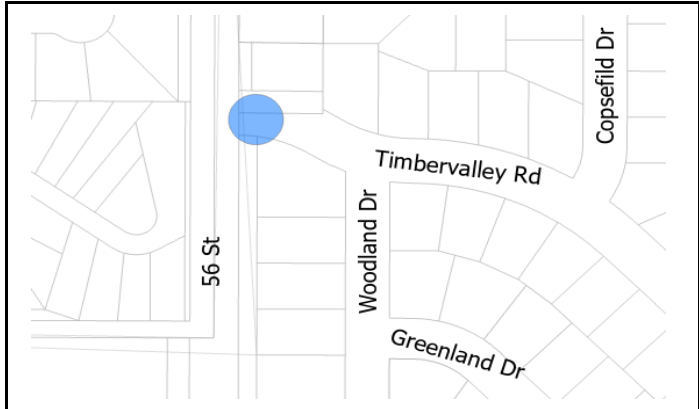 Copsefild Dr
Timbervalley Rd
56 St
Woodland Dr
Greenland Dr